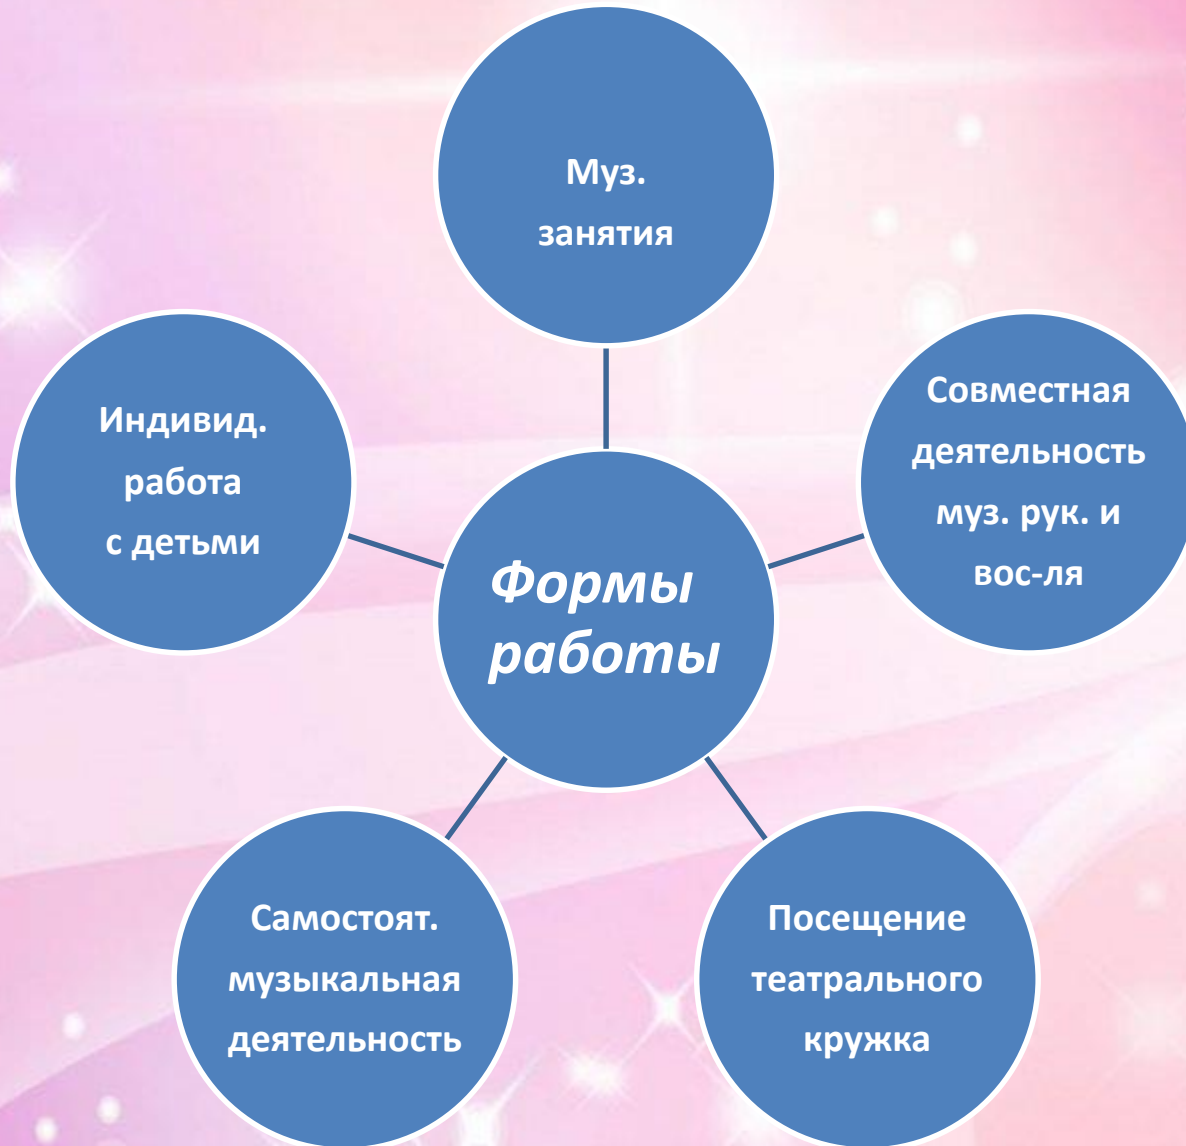 Муз.
занятия
Совместная
деятельность
муз. рук. и
вос-ля
Индивид.
работа
с детьми
Формы
работы
Самостоят.
музыкальная
деятельность
Посещение
театрального
кружка